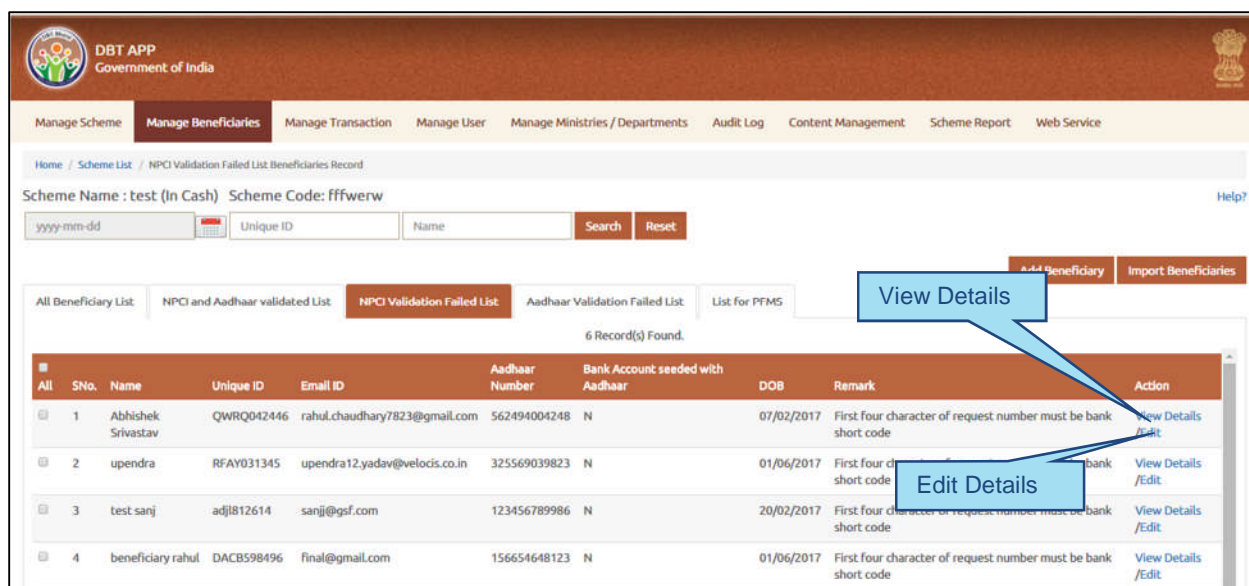 DBT APP
Government of India
Manage Scheme Manage Beneficiaries Manage Transaction Manage User Manage Ministries / Departments Audit Log Content Management Scheme Report Web Service
Home / Scheme List / NPCI Validation Failed List Beneficiaries Record
Scheme Name : test (In Cash) Scheme Code: fffwerw
Help?
yyyy-mm-dd Unique ID Name Search Reset
Add Beneficiary Import Beneficiaries
All Beneficiary List NPCI and Aadhaar validated List NPCI Validation Failed List Aadhaar Validation Failed List List for PFMS
View Details
6 Record(s) Found.
All SNo. Name Unique ID Email ID Aadhaar Number Bank Account seeded with Aadhaar DOB Remark Action
1 Abhishek Srivastav QWRQ042446 rahul.chaudhary7823@gmail.com 562494004248 N 07/02/2017 First four character of request number must be bank short code View Details /Edit
2 upendra RFAY031345 upendra12.yadav@velocis.co.in 325569039823 N 01/06/2017 First four character of request number must be bank short code View Details /Edit
Edit Details
3 test sanj adjl812614 sanjj@gsf.com 123456789986 N 20/02/2017 First four character of request number must be bank short code View Details /Edit
4 beneficiary rahul DACB598496 final@gmail.com 156654648123 N 01/06/2017 First four character of request number must be bank short code View Details /Edit